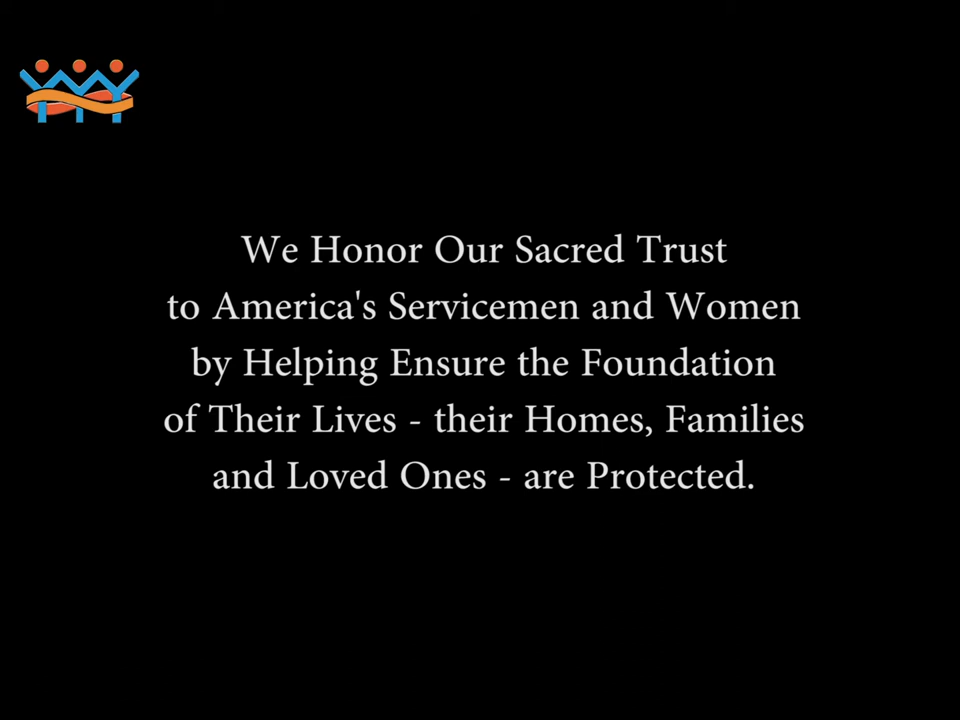 We Honor Our Sacred Trust
to America's Servicemen and Women
by Helping Ensure the Foundation
of Their Lives - their Homes, Families
and Loved Ones - are Protected.